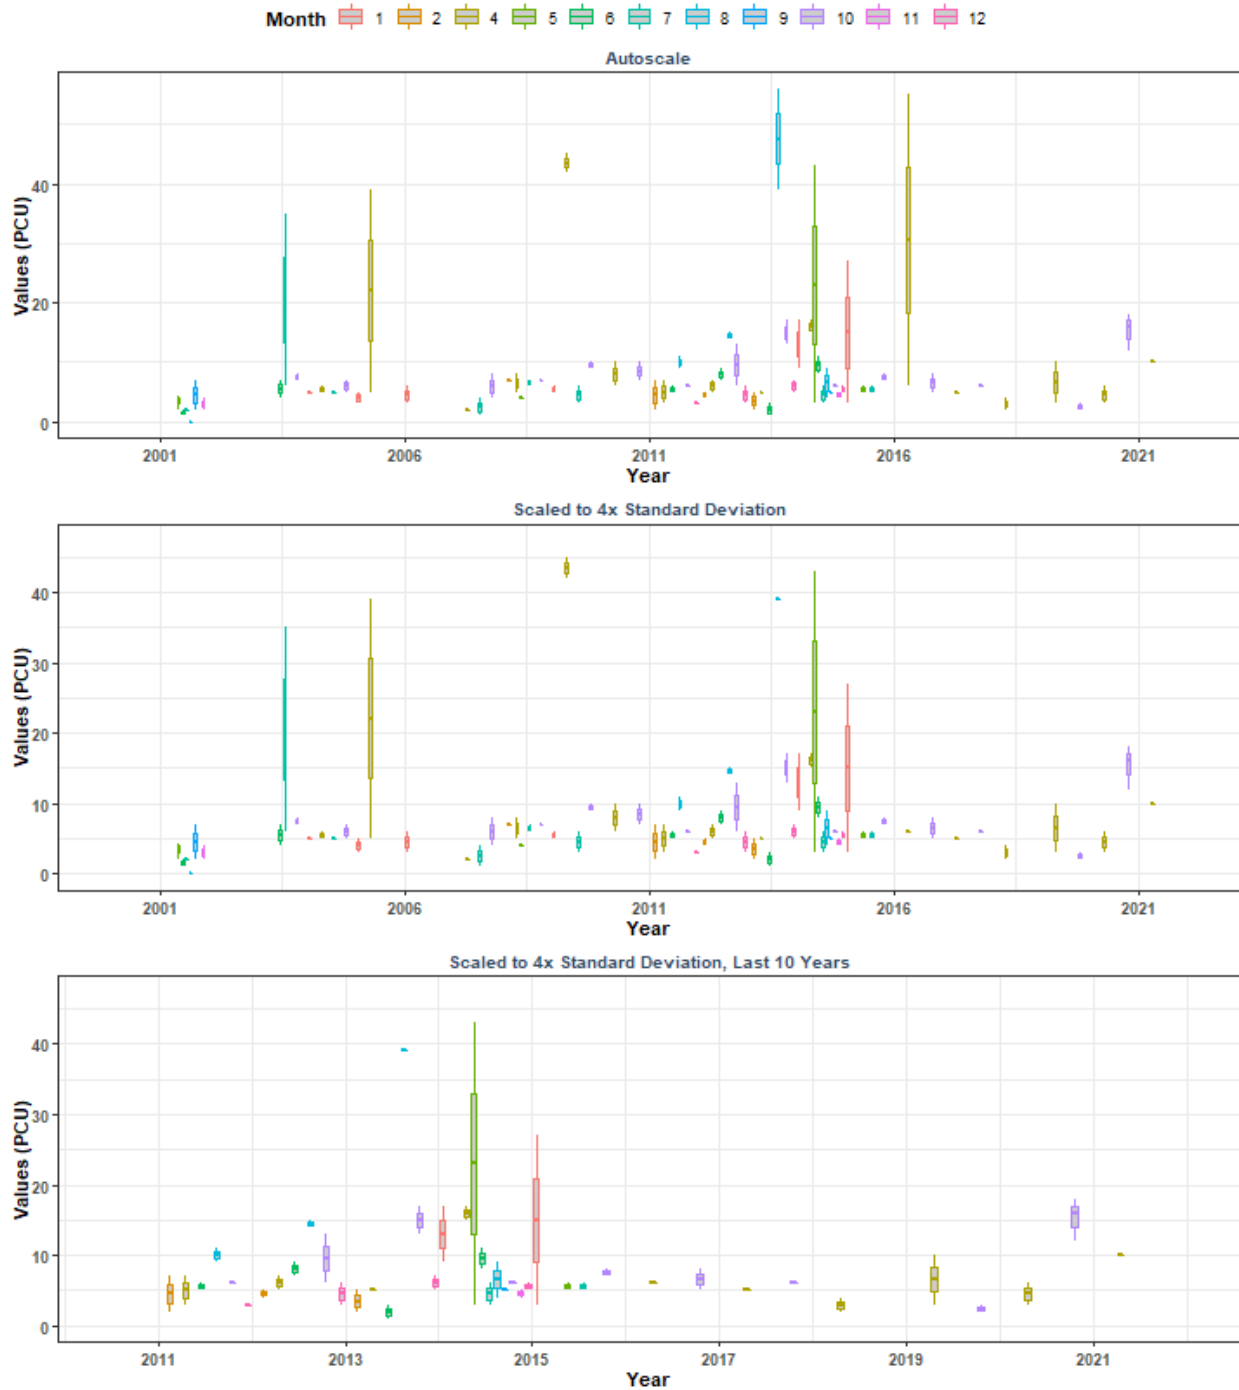 Month 1 2 4 5 6 7 8 9 10 11 12
Autoscale
Values (PCU)
40
20
0
2001 2006 2011 2016 2021
Year
Scaled to 4x Standard Deviation
Values (PCU)
40
30
20
10
0
2001 2006 2011 2016 2021
Year
Scaled to 4x Standard Deviation, Last 10 Years
Values (PCU)
40
30
20
10
0
2011 2013 2015 2017 2019 2021
Year